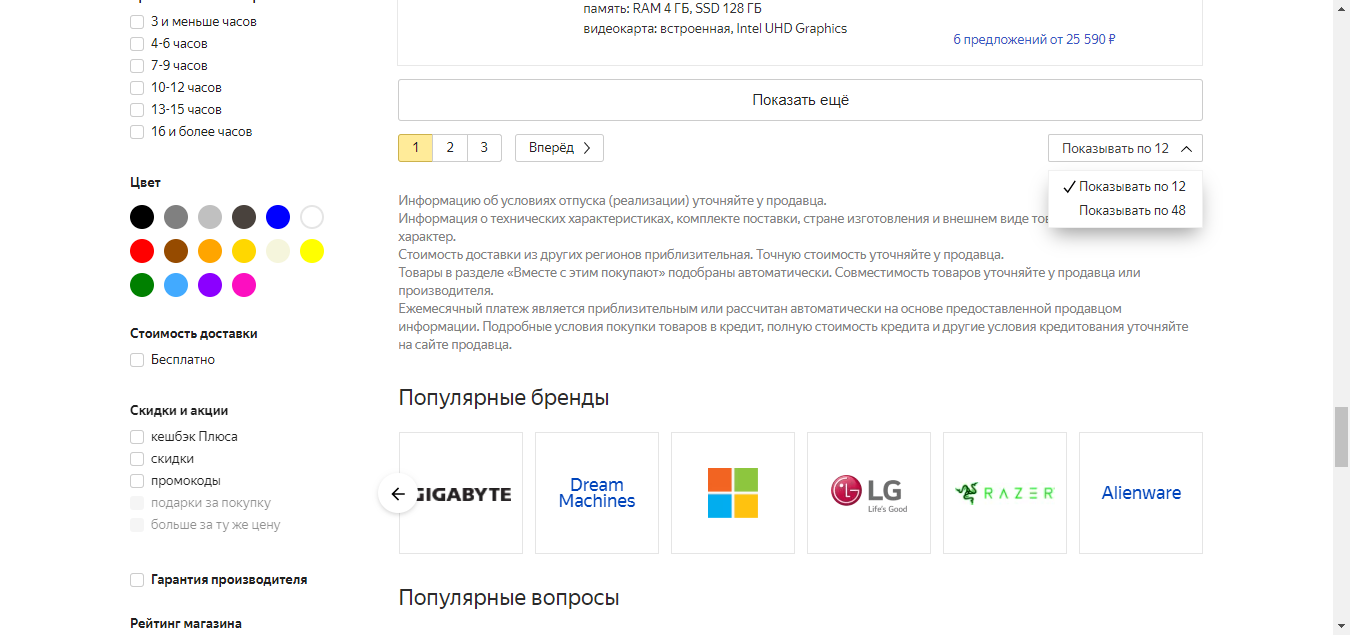 3 и меньше часов
4-6 часов
7-9 часов
10-12 часов
13-15 часов
16 и более часов
Цвет
Стоимость доставки
Бесплатно
Скидки и акции
кешбэк Плюса
скидки
промокоды
подарки за покупку
больше за ту же цену
Гарантия производителя
Рейтинг магазина
память: RAM 4 ГБ, SSD 128 ГБ
видеокарта: встроенная, Intel UHD Graphics
6 предложений от 25 590 ₽
Показать ещё
1 2 3 Вперёд
Показывать по 12
Показывать по 12
Показывать по 48
Информацию об условиях отпуска (реализации) уточняйте у продавца.
Информация о технических характеристиках, комплекте поставки, стране изготовления и внешнем виде
характер.
Стоимость доставки из других регионов приблизительная. Точную стоимость уточняйте у продавца.
Товары в разделе «Вместе с этим покупают» подобраны автоматически. Совместимость товаров уточняйте у продавца или
производителя.
Ежемесячный платеж является приблизительным или рассчитан автоматически на основе предоставленной продавцом
информации. Подробные условия покупки товаров в кредит, полную стоимость кредита и другие условия кредитования уточняйте
на сайте продавца.
Популярные бренды
GIGABYTE
Dream
Machines
LG
Life's Good
RAZER
Alienware
Популярные вопросы